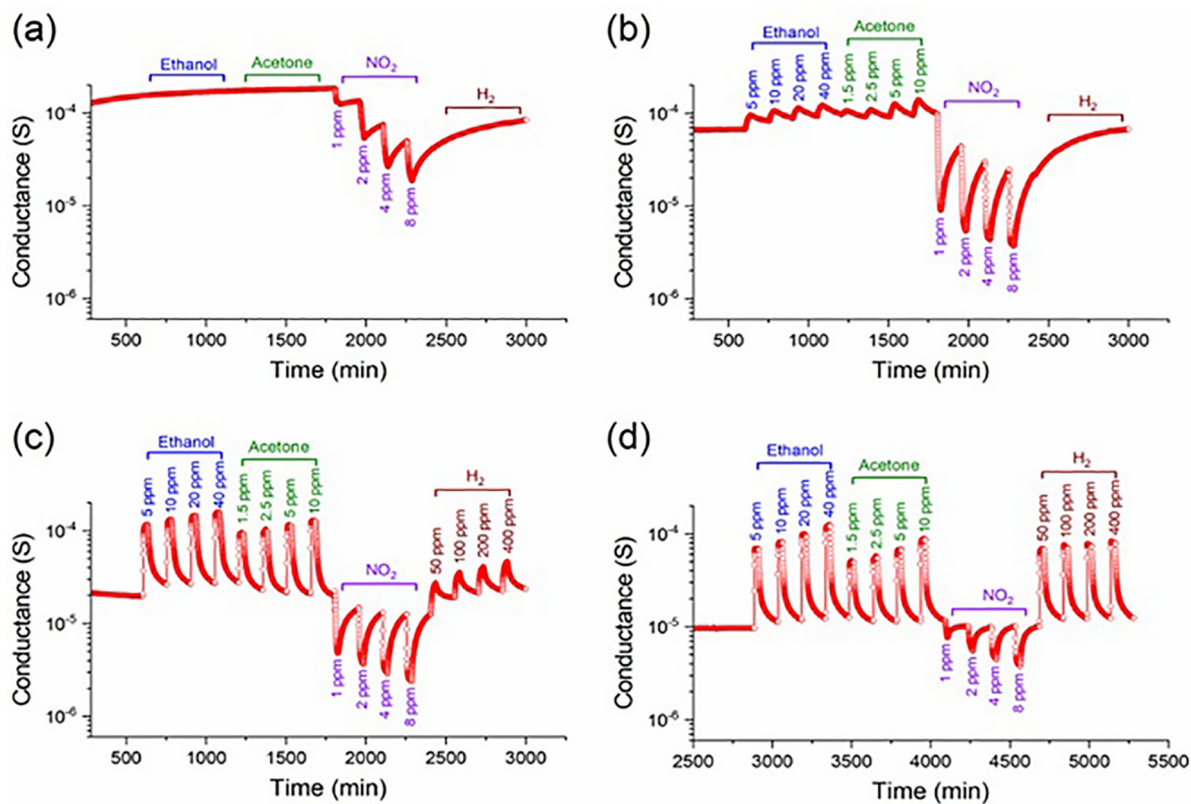 (a)
Ethanol
Acetone
NO₂
H₂
1 ppm
2 ppm
4 ppm
8 ppm
Conductance (S)
10⁻⁴
10⁻⁵
10⁻⁶
500 1000 1500 2000 2500 3000
Time (min)
(b)
Ethanol
Acetone
5 ppm
10 ppm
20 ppm
40 ppm
1.5 ppm
2.5 ppm
5 ppm
10 ppm
NO₂
H₂
1 ppm
2 ppm
4 ppm
8 ppm
Conductance (S)
10⁻⁴
10⁻⁵
10⁻⁶
500 1000 1500 2000 2500 3000
Time (min)
(c)
Ethanol
Acetone
5 ppm
10 ppm
20 ppm
40 ppm
1.5 ppm
2.5 ppm
5 ppm
10 ppm
NO₂
H₂
1 ppm
2 ppm
4 ppm
8 ppm
50 ppm
100 ppm
200 ppm
400 ppm
Conductance (S)
10⁻⁴
10⁻⁵
10⁻⁶
500 1000 1500 2000 2500 3000
Time (min)
(d)
Ethanol
Acetone
H₂
5 ppm
10 ppm
20 ppm
40 ppm
1.5 ppm
2.5 ppm
5 ppm
10 ppm
50 ppm
100 ppm
200 ppm
400 ppm
NO₂
1 ppm
2 ppm
4 ppm
8 ppm
Conductance (S)
10⁻⁴
10⁻⁵
10⁻⁶
2500 3000 3500 4000 4500 5000 5500
Time (min)